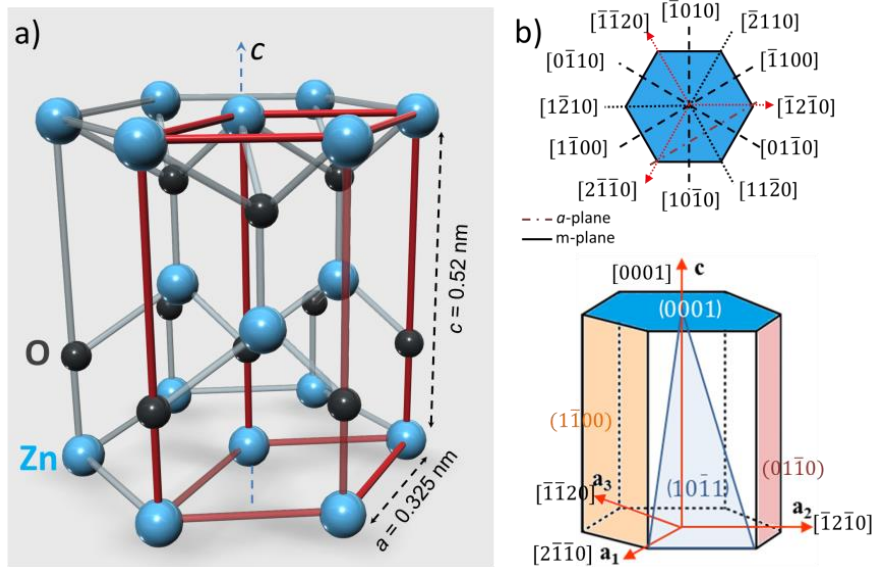 a)
c
O
Zn
c = 0.52 nm
a = 0.325 nm
b)
[1̄1̄20] [1̄010] [2̄110]
[01̄10] [1̄100]
[12̄10] [1̄21̄0]
[11̄00] [011̄0]
[21̄1̄0] [101̄0] [112̄0]
a-plane
m-plane
[0001] c
(0001)
(11̄00)
(011̄0)
a₃ (101̄1)
[1̄1̄20] a₂ [1̄21̄0]
[21̄1̄0] a₁